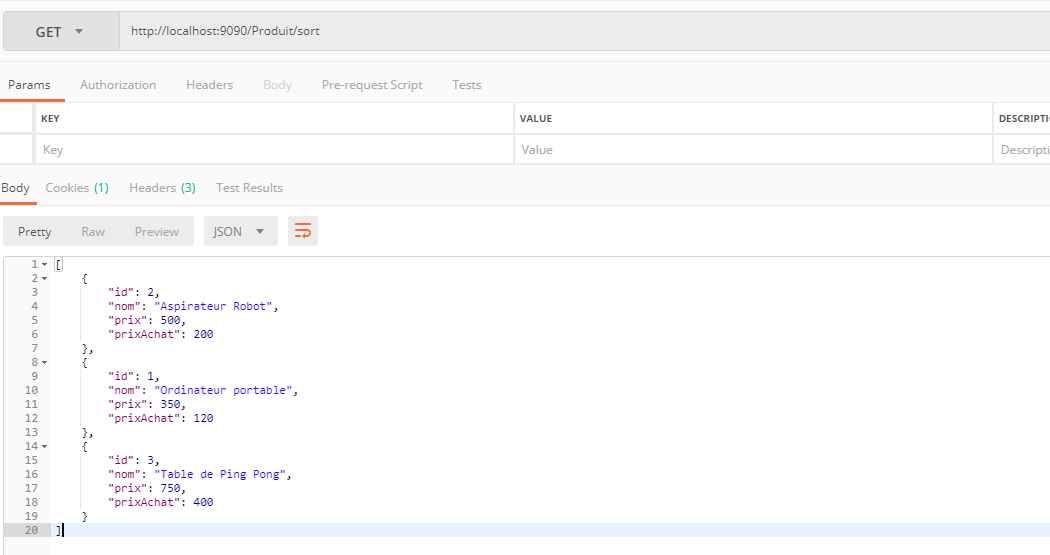 GET http://localhost:9090/Produit/sort
Params Authorization Headers Body Pre-request Script Tests
KEY VALUE DESCRIPTI
Key Value Descripti
Body Cookies (1) Headers (3) Test Results
Pretty Raw Preview JSON
1 [
2 {
3 "id": 2,
4 "nom": "Aspirateur Robot",
5 "prix": 500,
6 "prixAchat": 200
7 },
8 {
9 "id": 1,
10 "nom": "Ordinateur portable",
11 "prix": 350,
12 "prixAchat": 120
13 },
14 {
15 "id": 3,
16 "nom": "Table de Ping Pong",
17 "prix": 750,
18 "prixAchat": 400
19 }
20 ]